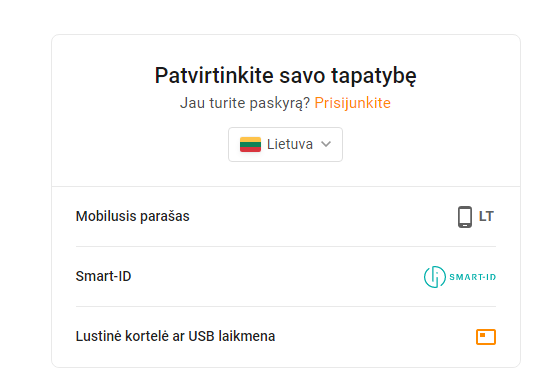 Patvirtinkite savo tapatybę
Jau turite paskyrą? Prisijunkite
Lietuva
Mobilusis parašas LT
Smart-ID SMART-ID
Lustinė kortelė ar USB laikmena